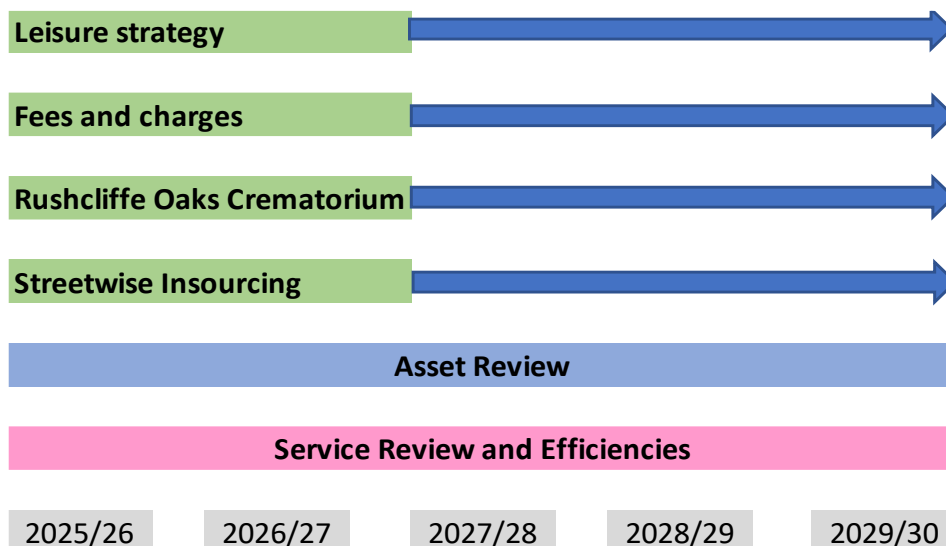 Leisure strategy
Fees and charges
Rushcliffe Oaks Crematorium
Streetwise Insourcing
Asset Review
Service Review and Efficiencies
2025/26 2026/27 2027/28 2028/29 2029/30